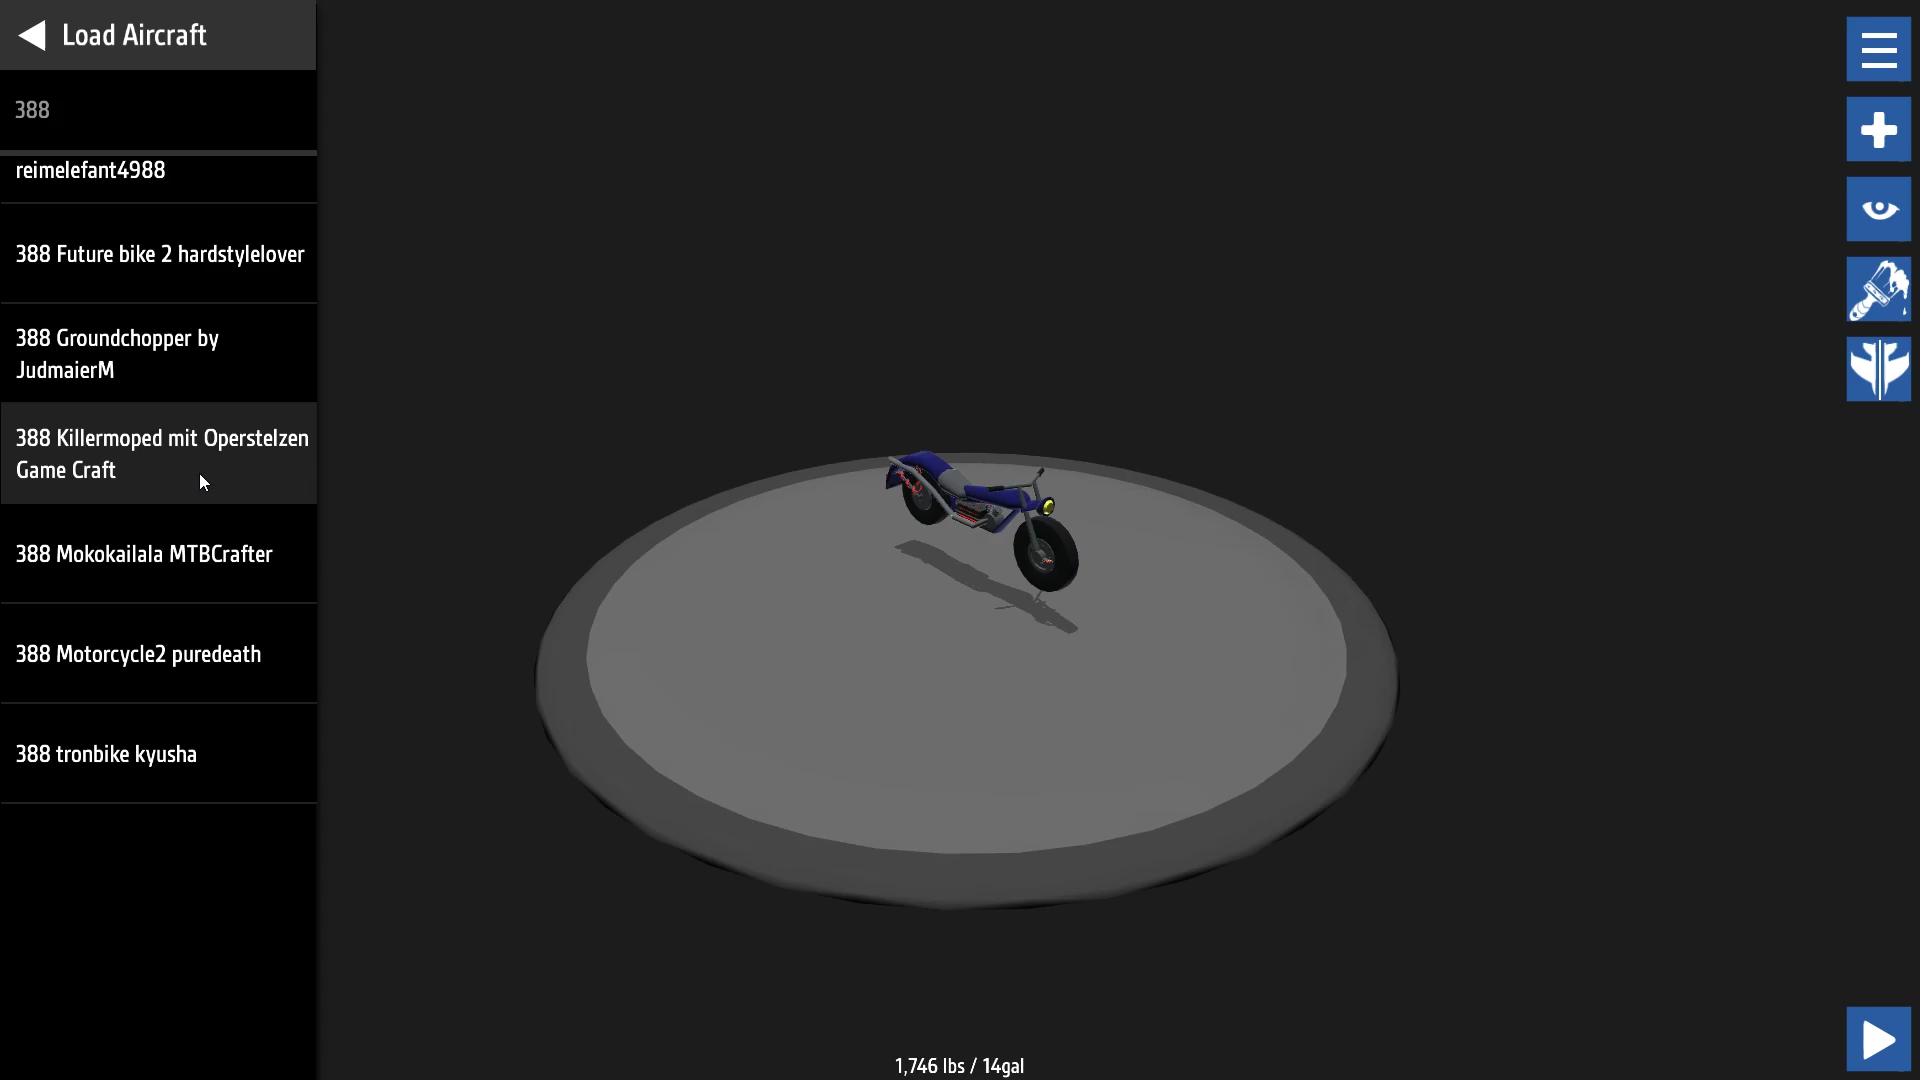 Load Aircraft
388
reimelefant4988
388 Future bike 2 hardstylelover
388 Groundchopper by
JudmaierM
388 Killermoped mit Operstelzen
Game Craft
388 Mokokailala MTBCrafter
388 Motorcycle2 puredeath
388 tronbike kyusha
1,746 lbs / 14gal